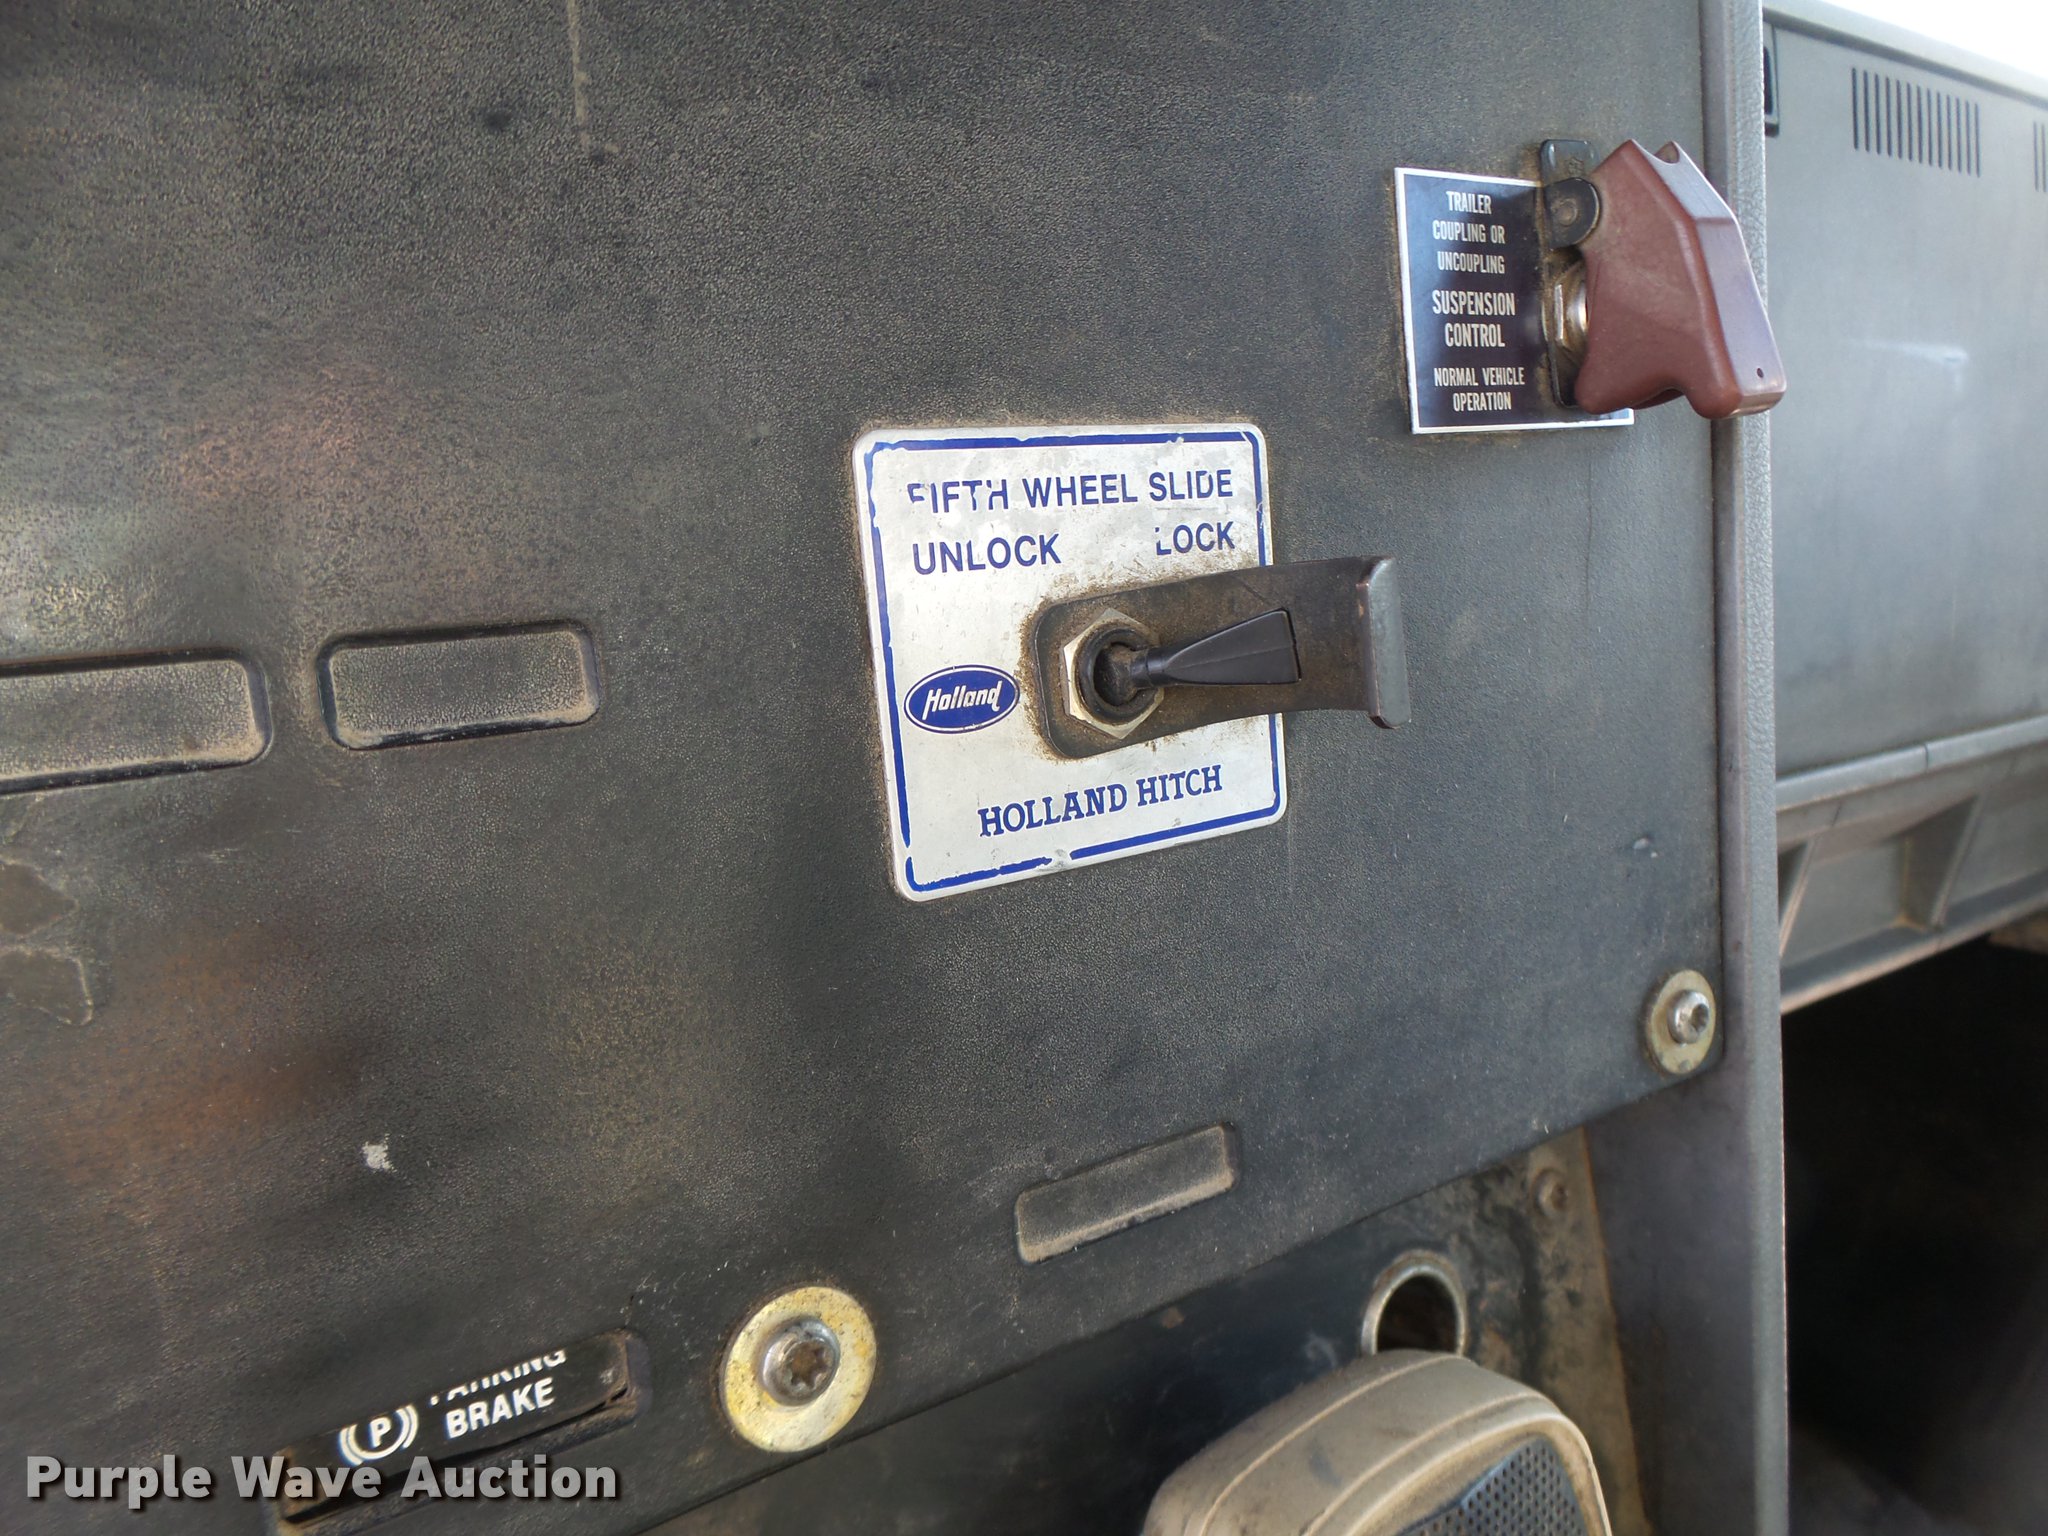 TRAILER
COUPLING OR
UNCOUPLING
SUSPENSION
CONTROL
NORMAL VEHICLE
OPERATION
FIFTH WHEEL SLIDE
UNLOCK LOCK
Holland
HOLLAND HITCH
P PARKING
BRAKE
Purple Wave Auction